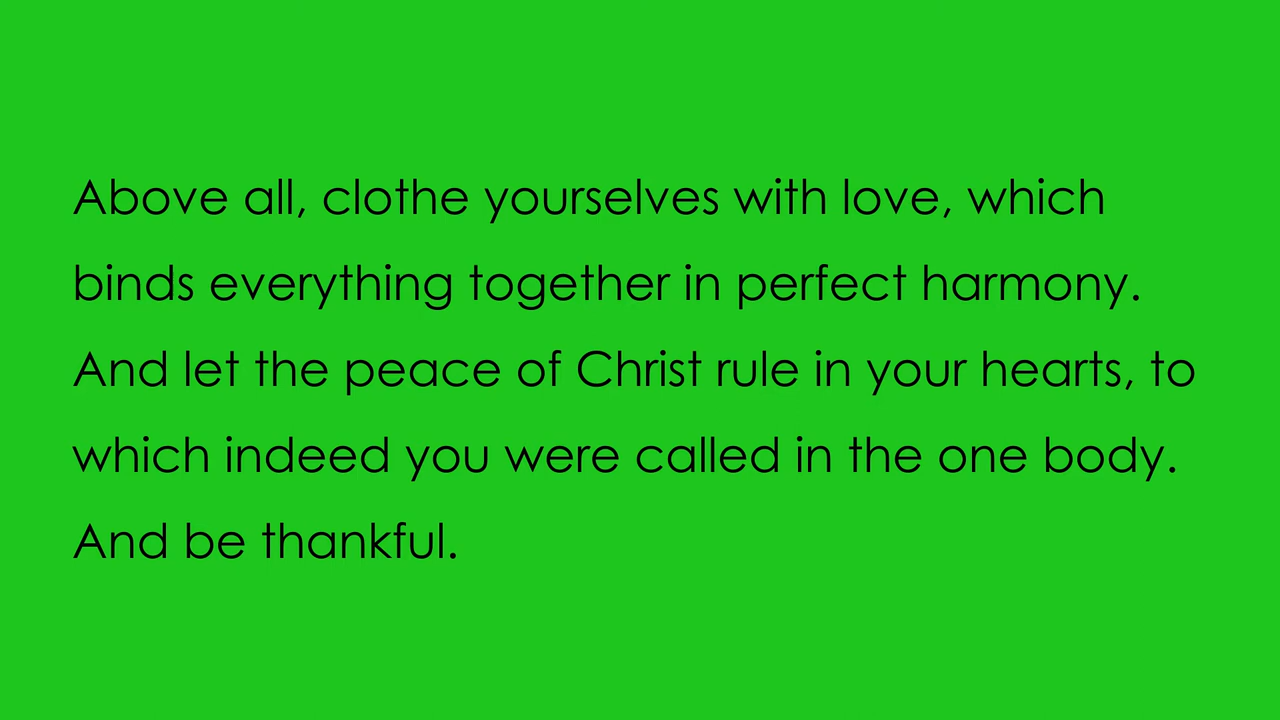 Above all, clothe yourselves with love, which
binds everything together in perfect harmony.
And let the peace of Christ rule in your hearts, to
which indeed you were called in the one body.
And be thankful.